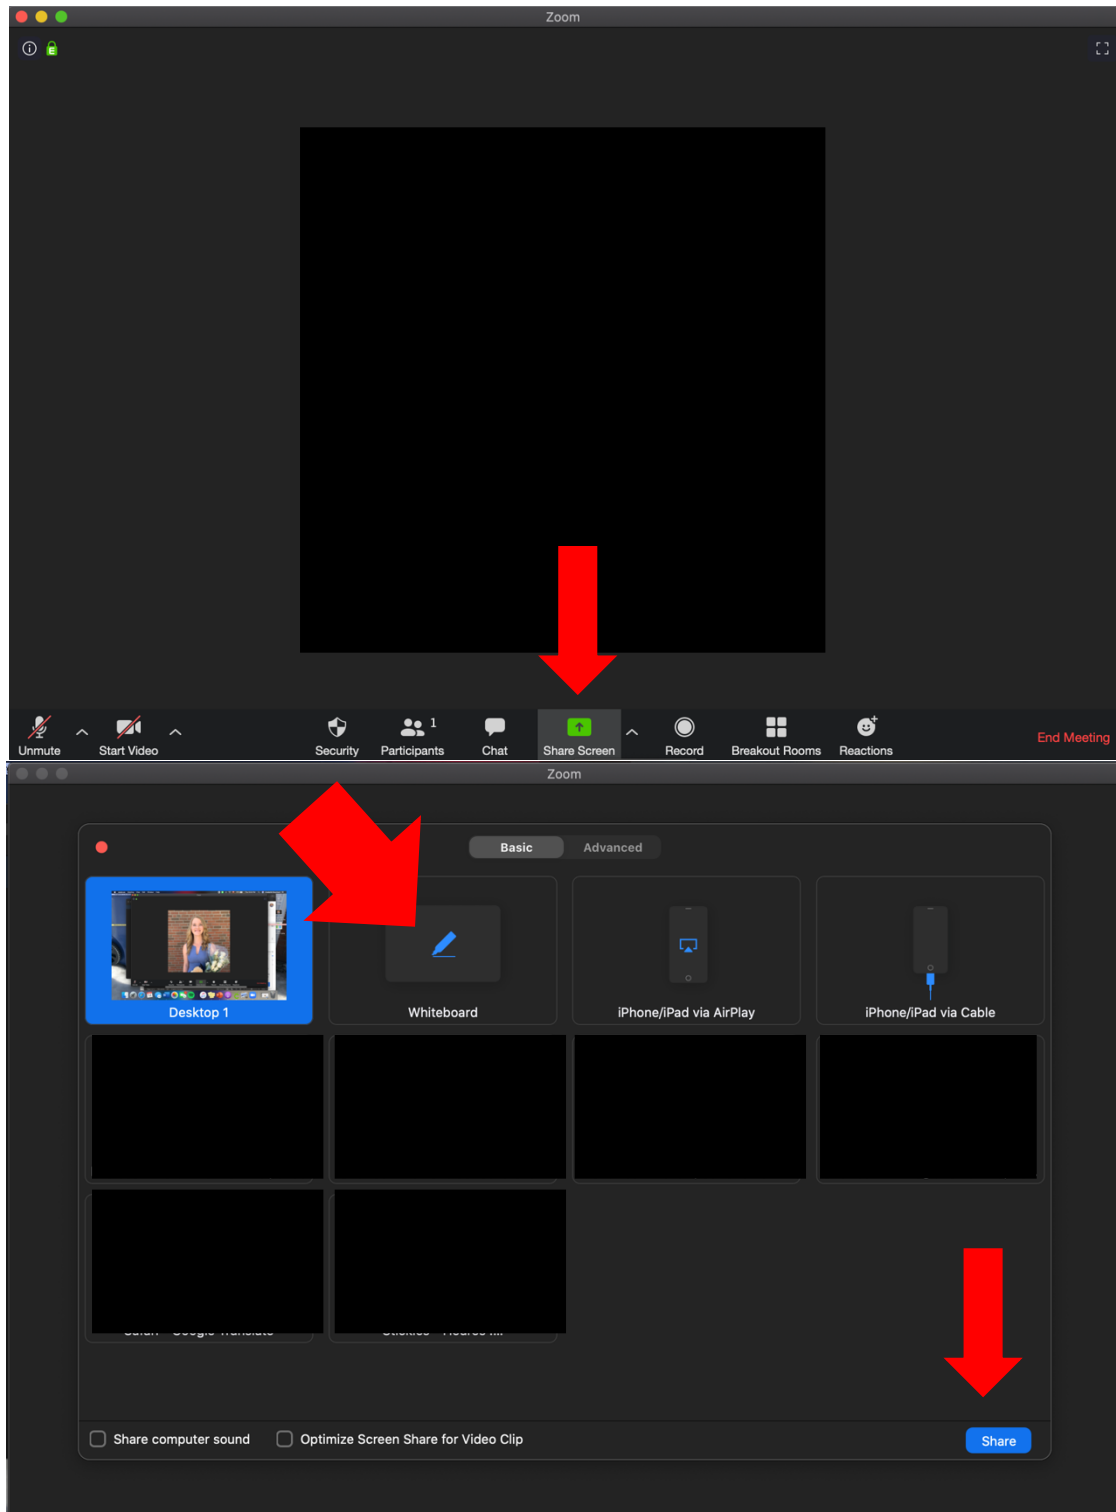 Zoom
E
1
Unmute Start Video Security Participants Chat Share Screen Record Breakout Rooms Reactions End Meeting
Zoom
Basic Advanced
Desktop 1 Whiteboard iPhone/iPad via AirPlay iPhone/iPad via Cable
Share computer sound Optimize Screen Share for Video Clip Share